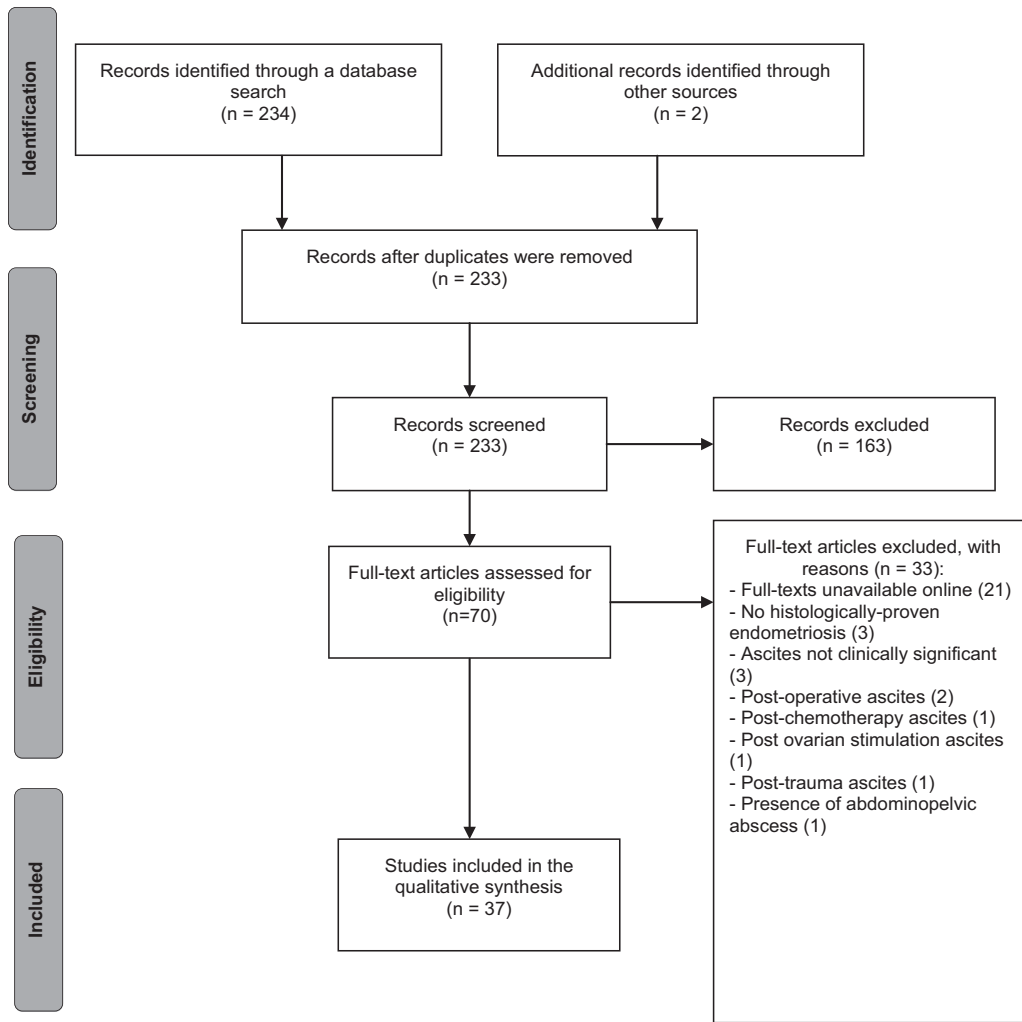 Identification
Records identified through a database
search
(n = 234)
Additional records identified through
other sources
(n = 2)
Records after duplicates were removed
(n = 233)
Screening
Records screened
(n = 233)
Records excluded
(n = 163)
Eligibility
Full-text articles assessed for
eligibility
(n=70)
Full-text articles excluded, with
reasons (n = 33):
- Full-texts unavailable online (21)
- No histologically-proven
endometriosis (3)
- Ascites not clinically significant
(3)
- Post-operative ascites (2)
- Post-chemotherapy ascites (1)
- Post ovarian stimulation ascites
(1)
- Post-trauma ascites (1)
- Presence of abdominopelvic
abscess (1)
Included
Studies included in the
qualitative synthesis
(n = 37)